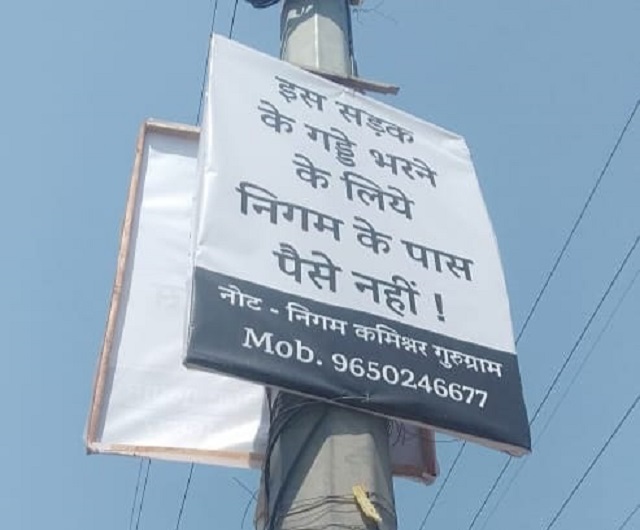 इस सड़क
के गड्डे भरने
के लिये
निगम के पास
पैसे नहीं !
नोट - निगम कमिश्नर गुरुग्राम
Mob. 9650246677